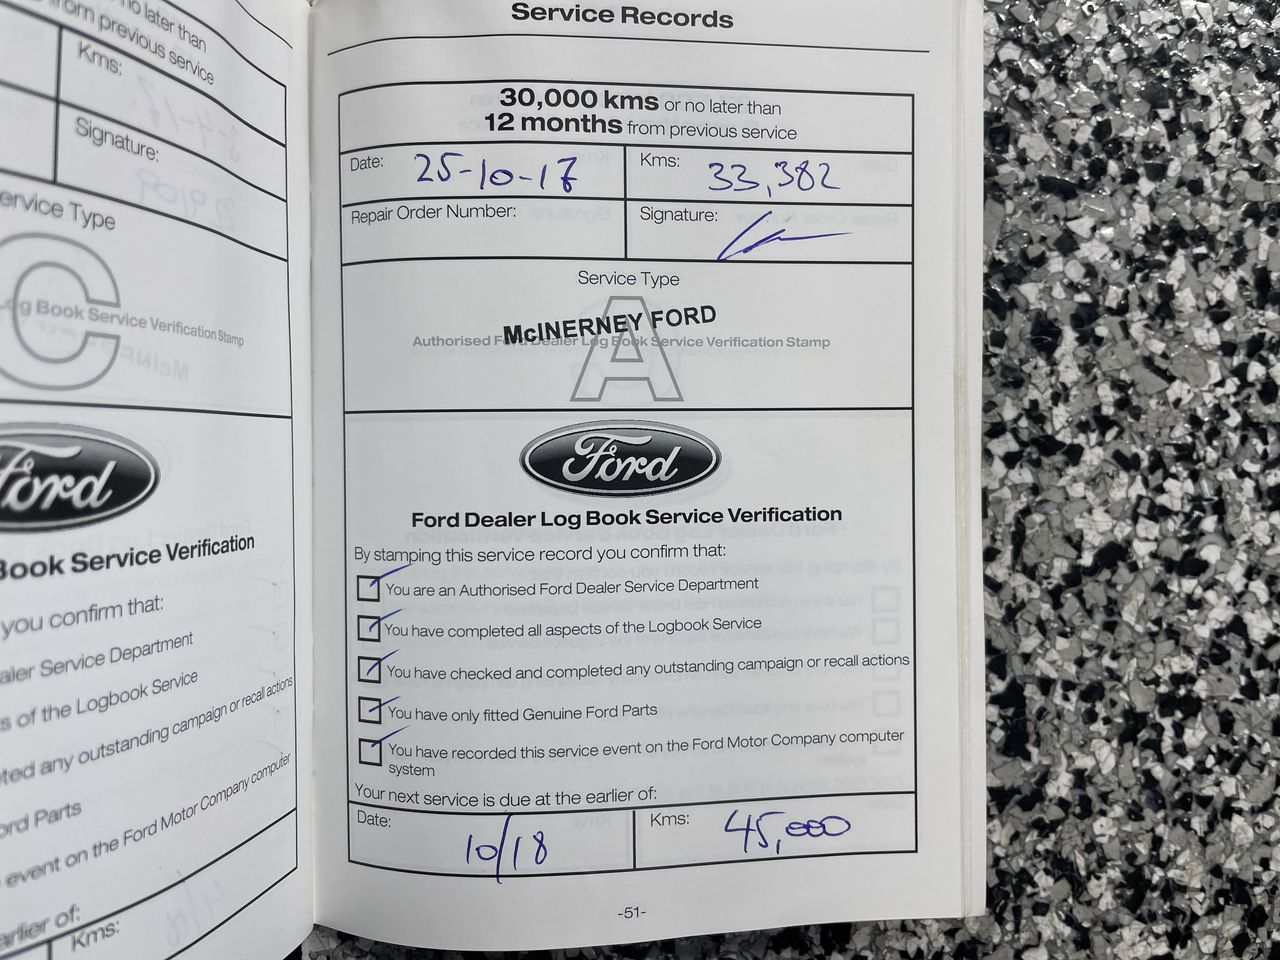 no later than
from previous service
Kms:
Signature:
ervice Type
C
og Book Service Verification Stamp
Ford
Book Service Verification
you confirm that:
aler Service Department
s of the Logbook Service
ted any outstanding campaign or recall actions
ord Parts
event on the Ford Motor Company computer
arlier of:
Kms:
Service Records
30,000 kms or no later than
12 months from previous service
Date: 25-10-17 Kms: 33,382
Repair Order Number: Signature:
Service Type
McINERNEY FORD
Authorised Ford Dealer Log Book Service Verification Stamp
A
Ford
Ford Dealer Log Book Service Verification
By stamping this service record you confirm that:
You are an Authorised Ford Dealer Service Department
You have completed all aspects of the Logbook Service
You have checked and completed any outstanding campaign or recall actions
You have only fitted Genuine Ford Parts
You have recorded this service event on the Ford Motor Company computer
system
Your next service is due at the earlier of:
Date: 10/18 Kms: 45,000
-51-